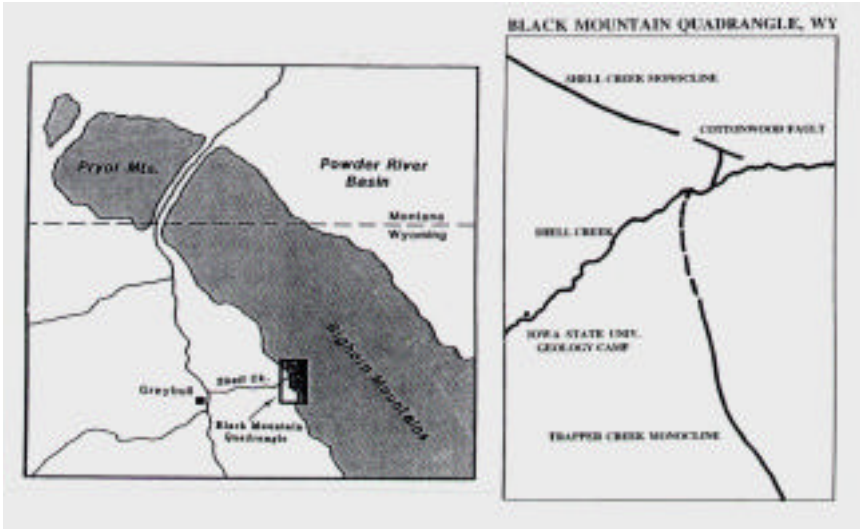 BLACK MOUNTAIN QUADRANGLE, WY
Pryor Mts.
Powder River
Basin
Montana
Wyoming
Bighorn Mountains
Shell Ck.
Greybull
Black Mountain
Quadrangle
SHELL CREEK MONOCLINE
COTTONWOOD FAULT
SHELL CREEK
IOWA STATE UNIV.
GEOLOGY CAMP
TRAPPER CREEK MONOCLINE